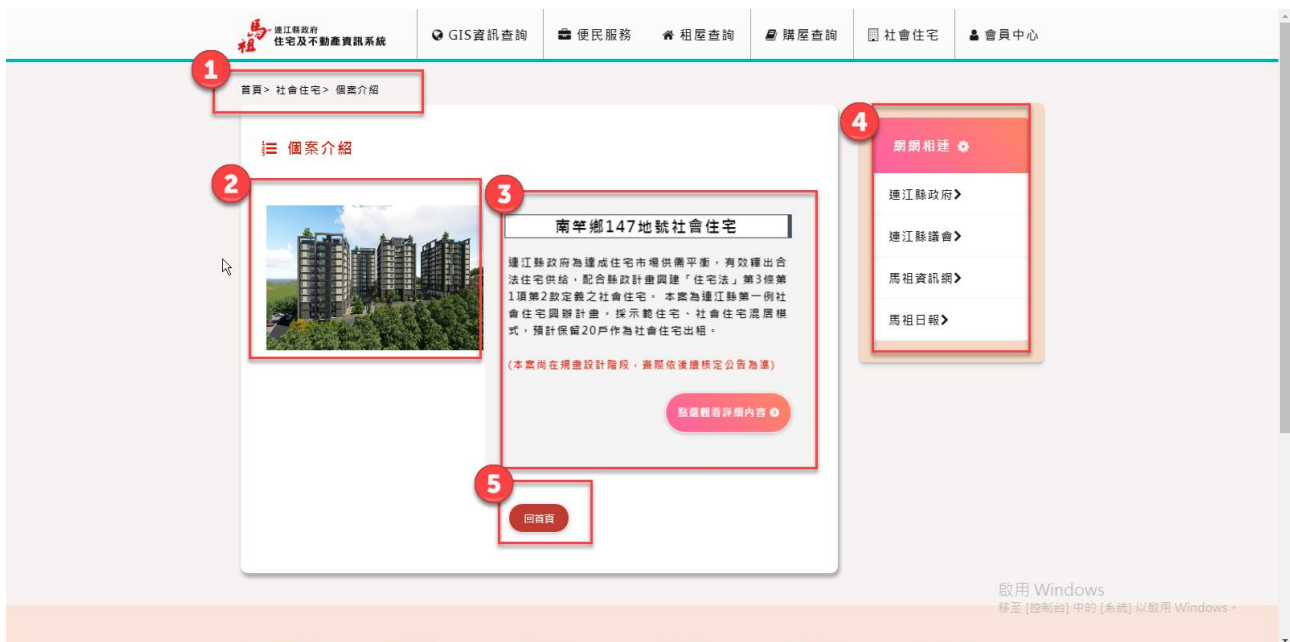 連江縣政府
住宅及不動產資訊系統
GIS資訊查詢
便民服務
租屋查詢
購屋查詢
社會住宅
會員中心
1
首頁> 社會住宅> 個案介紹
個案介紹
2
3
南竿鄉147地號社會住宅
連江縣政府為達成住宅市場供需平衡，有效釋出合
法住宅供給，配合縣政計畫興建「住宅法」第3條第
1項第2款定義之社會住宅。 本案為連江縣第一例社
會住宅興辦計畫。採示範住宅、社會住宅混居模
式，預計保留20戶作為社會住宅出租。
(本案尚在規畫設計階段，實際依後續核定公告為準)
點選觀看詳細內容
5
回首頁
4
網網相連
連江縣政府
連江縣議會
馬祖資訊網
馬祖日報
啟用 Windows
移至 [控制台] 中的 [系統] 以啟用 Windows。